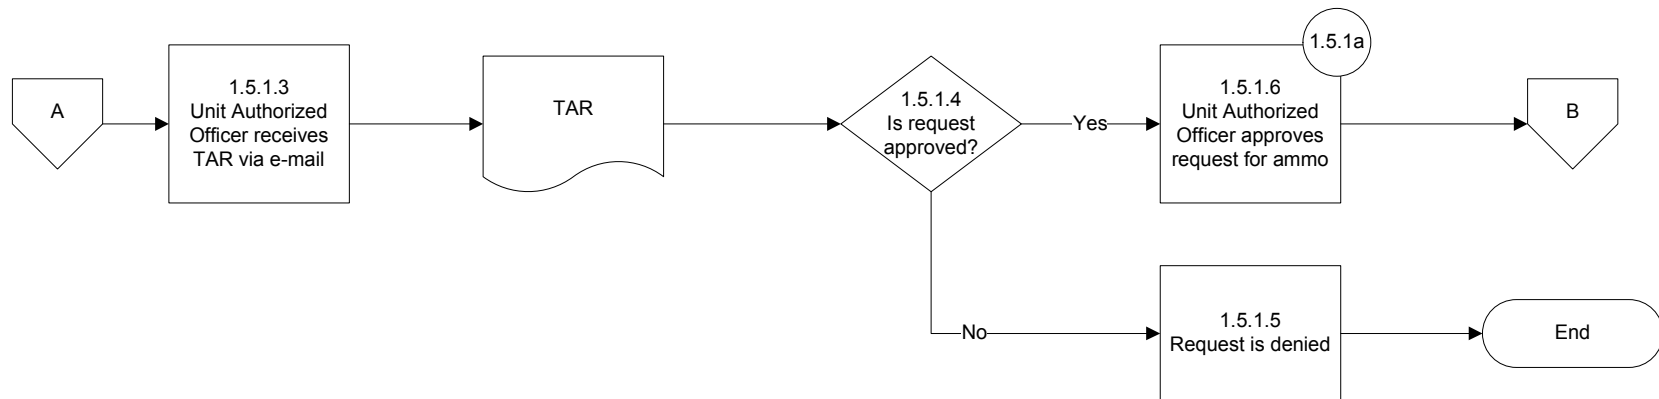 A
1.5.1.3
Unit Authorized
Officer receives
TAR via e-mail
TAR
1.5.1.4
Is request
approved?
Yes
1.5.1a
1.5.1.6
Unit Authorized
Officer approves
request for ammo
B
No
1.5.1.5
Request is denied
End